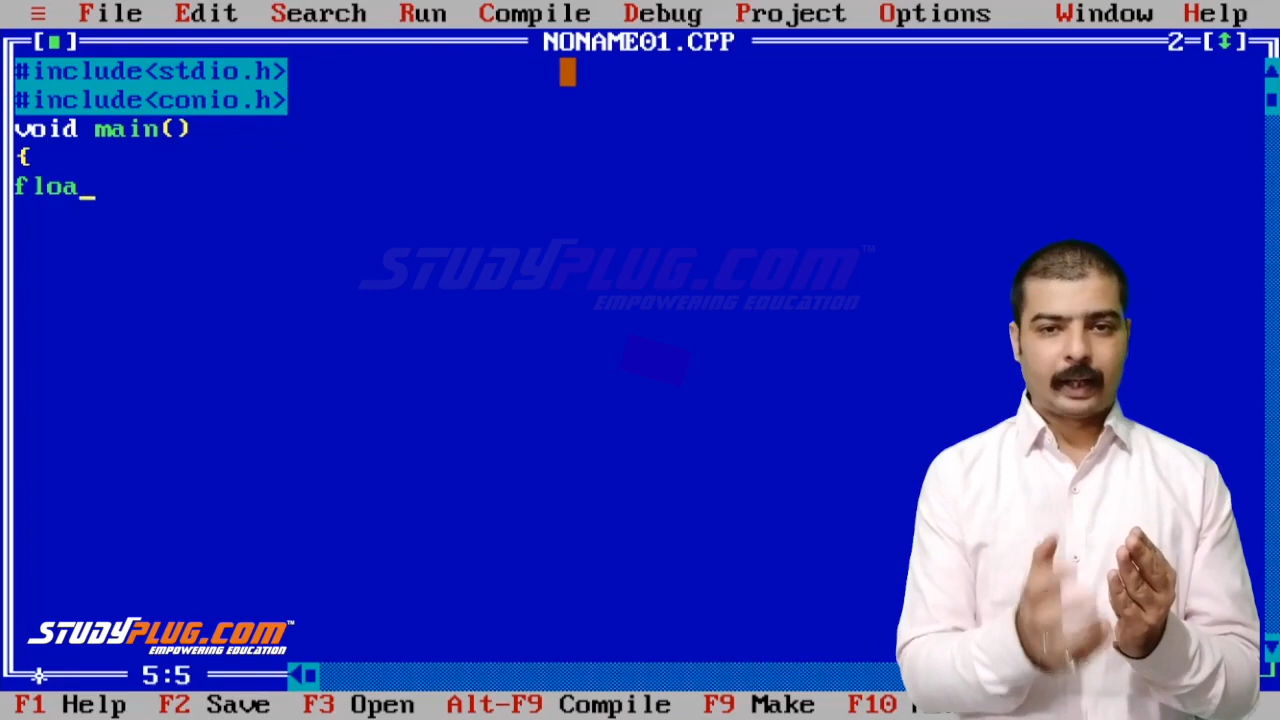 ≡ File Edit Search Run Compile Debug Project Options Window Help
[■] NONAME01.CPP 2=[↕]
#include<stdio.h>
#include<conio.h>
void main()
{
floa_
STUDYPLUG.COM™
EMPOWERING EDUCATION
STUDYPLUG.COM™
EMPOWERING EDUCATION
5:5
F1 Help F2 Save F3 Open Alt-F9 Compile F9 Make F10